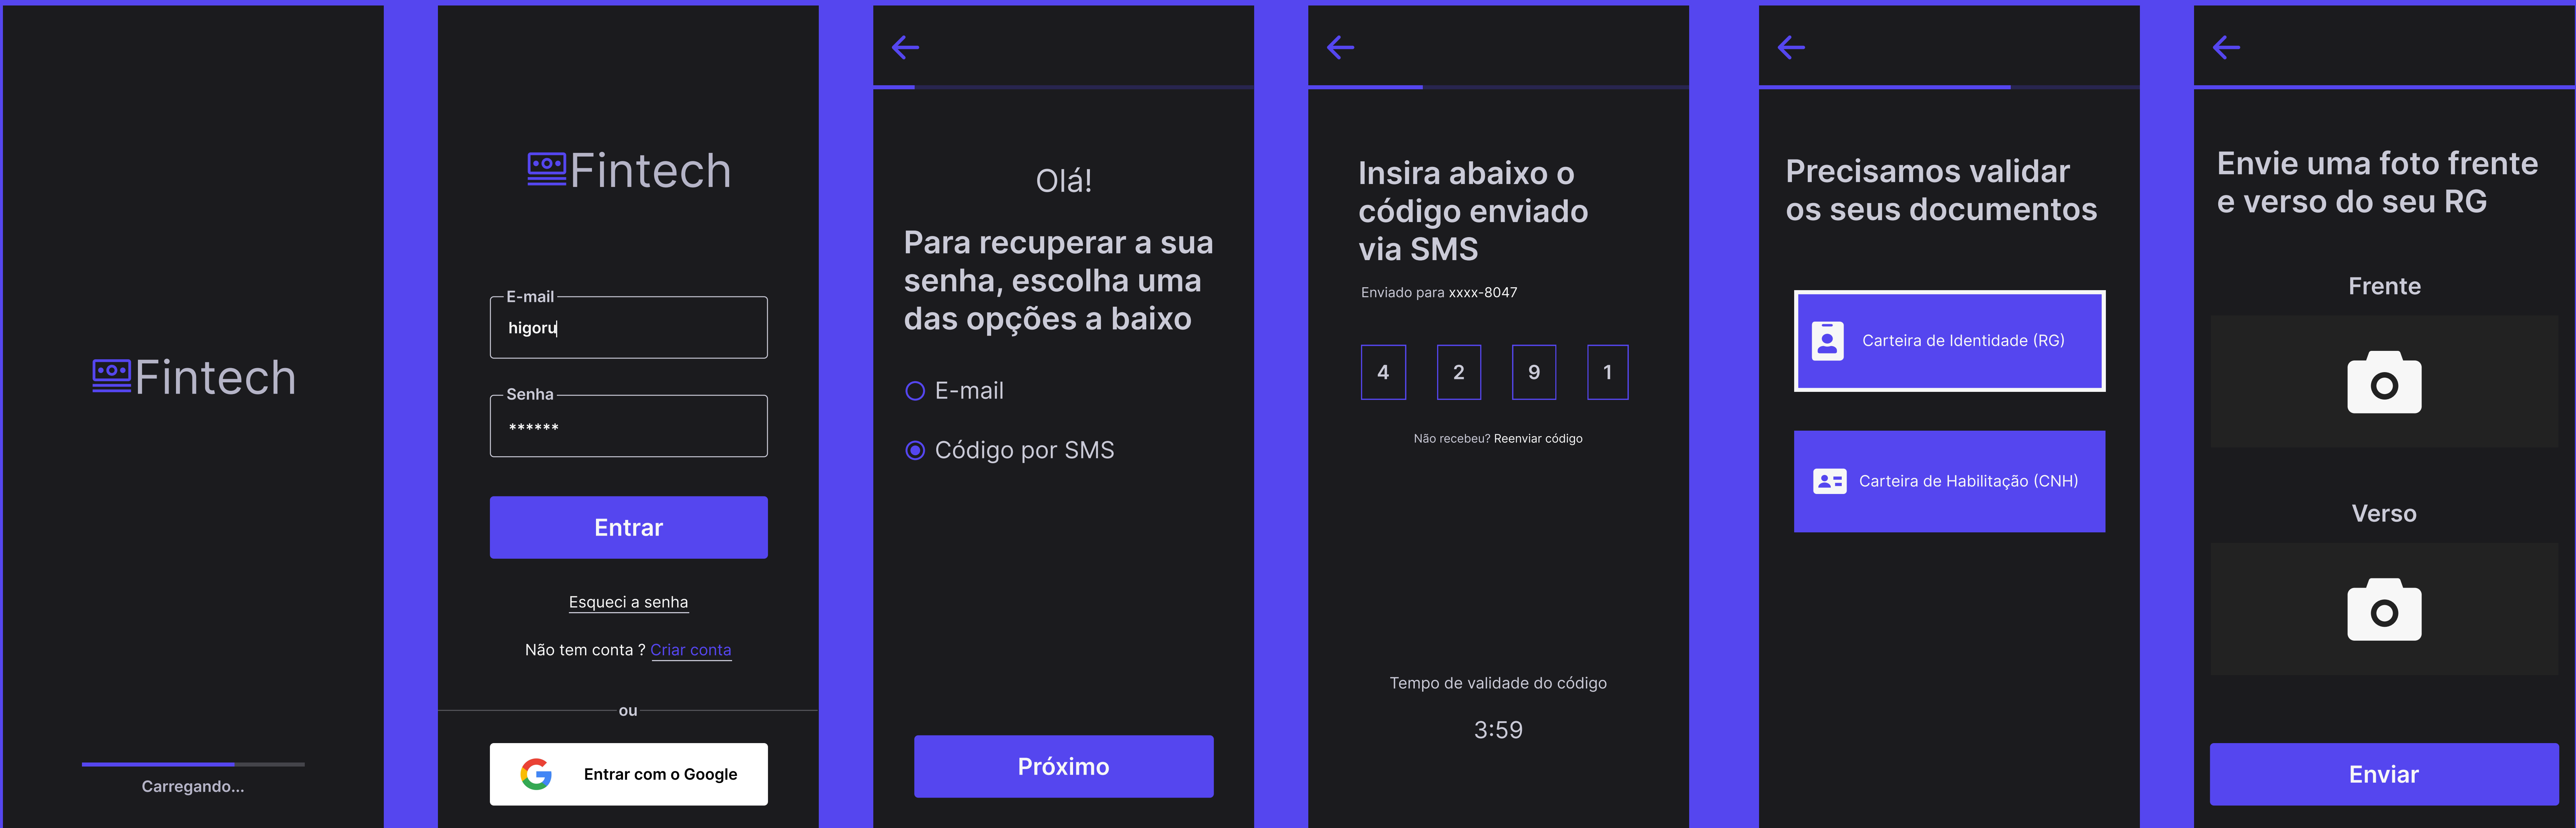 Fintech
Carregando...
Fintech
E-mail
higoru
Senha
******
Entrar
Esqueci a senha
Não tem conta ? Criar conta
ou
Entrar com o Google
Olá!
Para recuperar a sua
senha, escolha uma
das opções a baixo
E-mail
Código por SMS
Próximo
Insira abaixo o
código enviado
via SMS
Enviado para xxxx-8047
4 2 9 1
Não recebeu? Reenviar código
Tempo de validade do código
3:59
Precisamos validar
os seus documentos
Carteira de Identidade (RG)
Carteira de Habilitação (CNH)
Envie uma foto frente
e verso do seu RG
Frente
Verso
Enviar